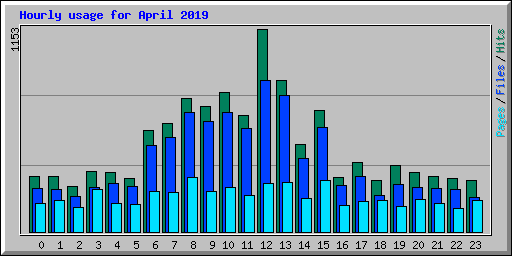 Hourly usage for April 2019
1153
Pages/Files/Hits
0 1 2 3 4 5 6 7 8 9 10 11 12 13 14 15 16 17 18 19 20 21 22 23